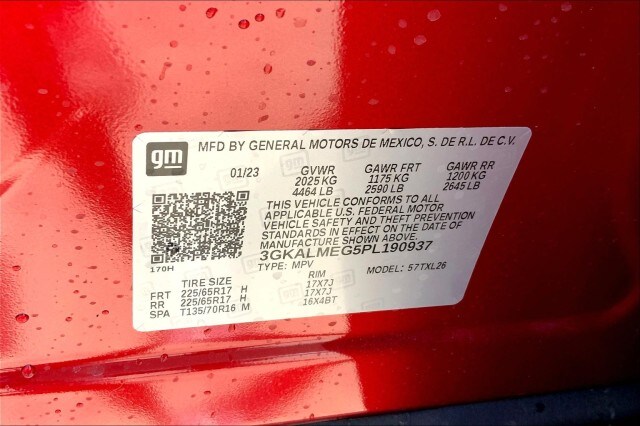 gm
MFD BY GENERAL MOTORS DE MEXICO, S. DE R.L. DE C.V.
01/23 GVWR GAWR FRT GAWR RR
2025 KG 1175 KG 1200 KG
4464 LB 2590 LB 2645 LB
THIS VEHICLE CONFORMS TO ALL
APPLICABLE U.S. FEDERAL MOTOR
VEHICLE SAFETY AND THEFT PREVENTION
STANDARDS IN EFFECT ON THE DATE OF
MANUFACTURE SHOWN ABOVE.
3GKALMEG5PL190937
170H TYPE: MPV MODEL: 57TXL26
TIRE SIZE RIM
FRT 225/65R17 H 17X7J
RR 225/65R17 H 17X7J
SPA T135/70R16 M 16X4BT